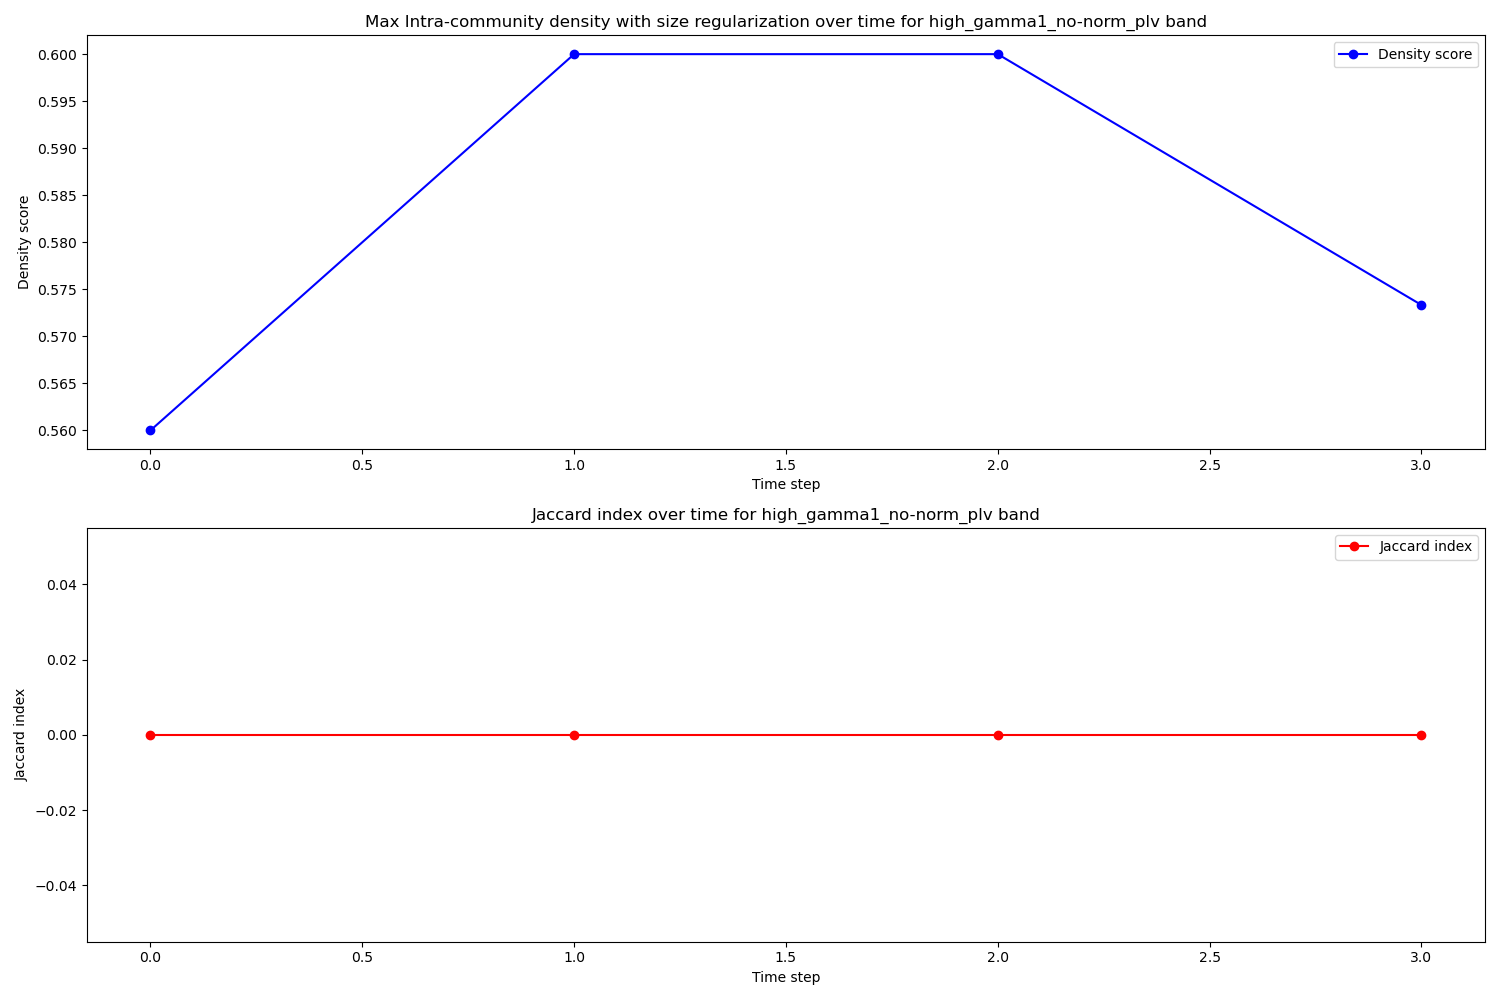 Max Intra-community density with size regularization over time for high_gamma1_no-norm_plv band
Density score
0.600
0.595
0.590
0.585
0.580
0.575
0.570
0.565
0.560
Density score
0.0 0.5 1.0 1.5 2.0 2.5 3.0
Time step
Jaccard index over time for high_gamma1_no-norm_plv band
Jaccard index
0.04
0.02
0.00
−0.02
−0.04
Jaccard index
0.0 0.5 1.0 1.5 2.0 2.5 3.0
Time step